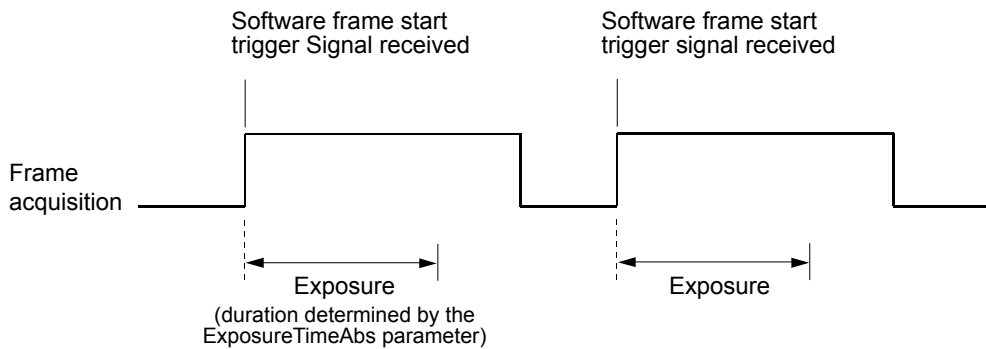 Software frame start
trigger Signal received
Software frame start
trigger signal received
Frame
acquisition
Exposure
(duration determined by the
ExposureTimeAbs parameter)
Exposure